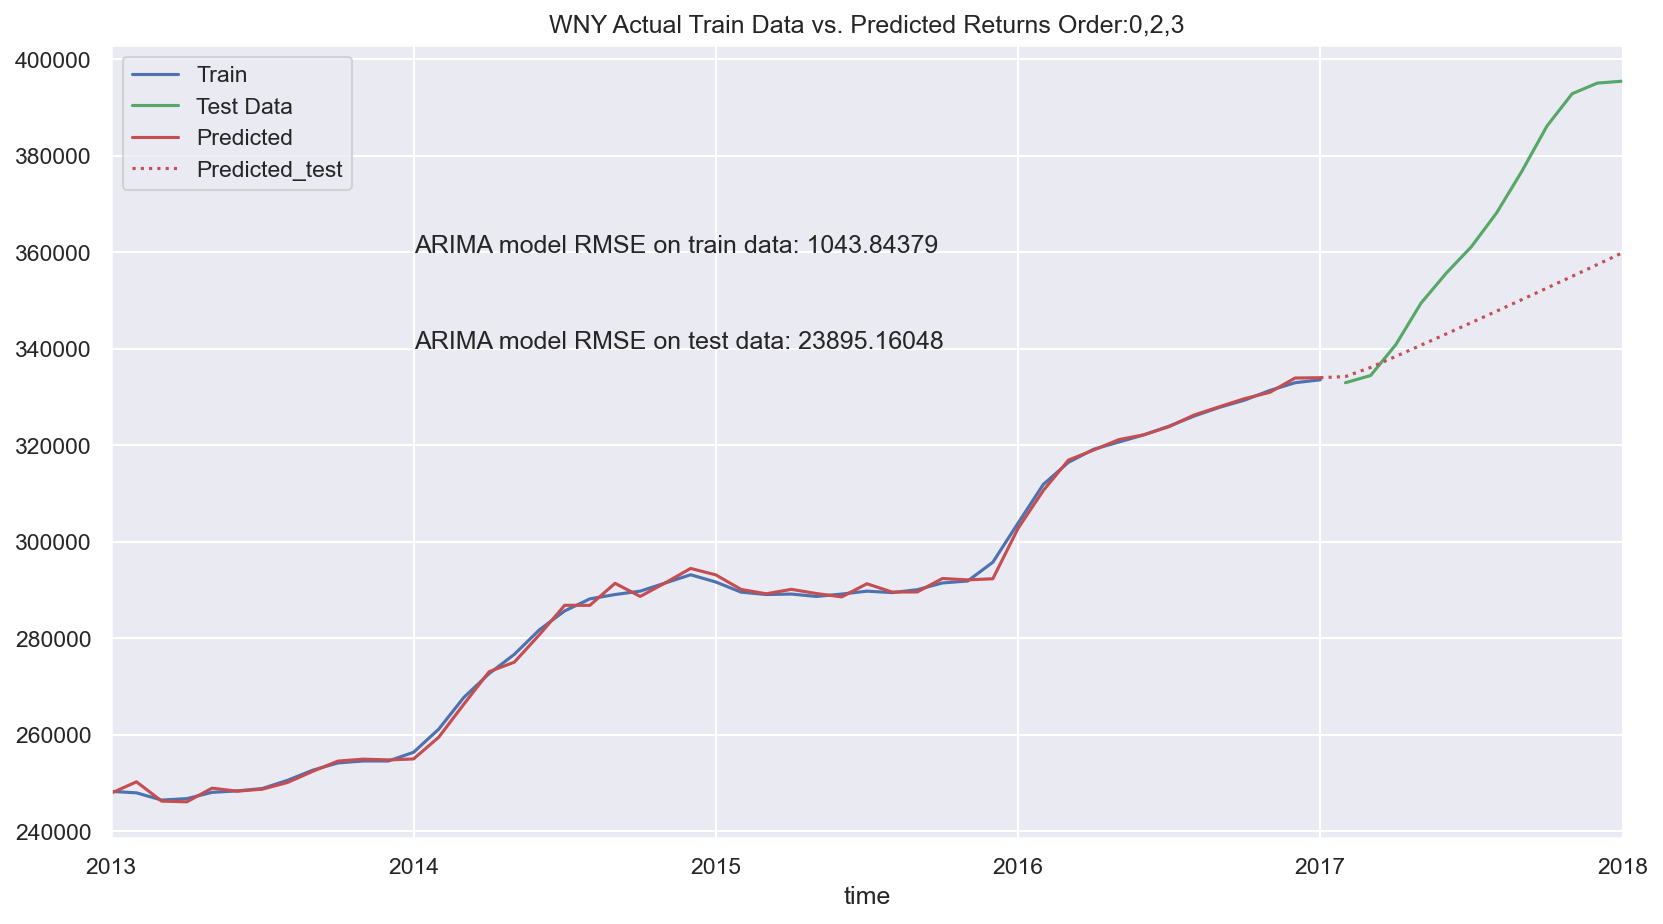 WNY Actual Train Data vs. Predicted Returns Order:0,2,3
400000
380000
360000
340000
320000
300000
280000
260000
240000
Train
Test Data
Predicted
Predicted_test
ARIMA model RMSE on train data: 1043.84379
ARIMA model RMSE on test data: 23895.16048
2013 2014 2015 2016 2017 2018
time